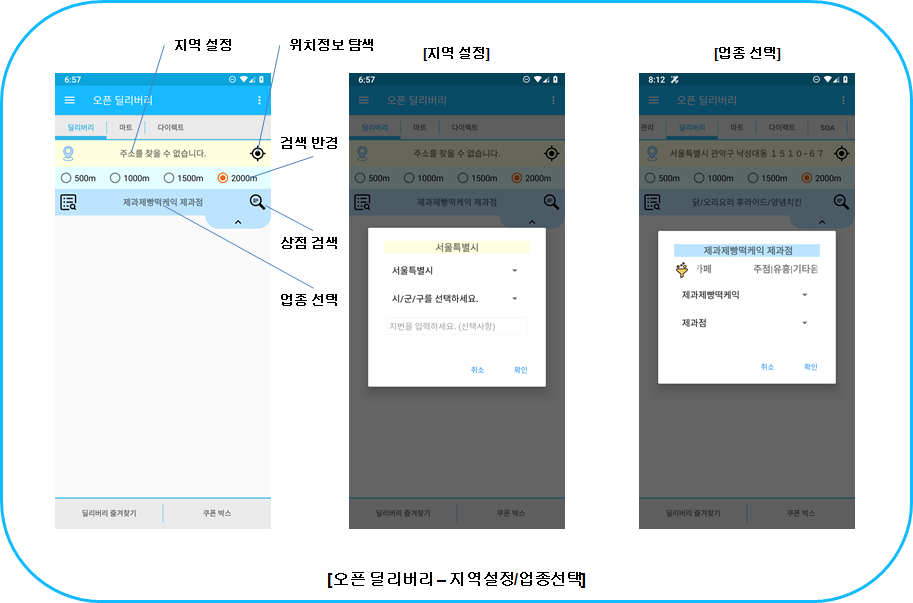 지역 설정
위치정보 탐색
[지역 설정]
[업종 선택]
6:57
오픈 딜리버리
딜리버리 마트 다이렉트
주소를 찾을 수 없습니다.
500m 1000m 1500m 2000m
제과제빵떡케익 제과점
딜리버리 즐겨찾기 쿠폰 박스
검색 반경
상점 검색
업종 선택
6:57
오픈 딜리버리
딜리버리 마트 다이렉트
주소를 찾을 수 없습니다.
500m 1000m 1500m 2000m
제과제빵떡케익 제과점
서울특별시
서울특별시
시/군/구를 선택하세요.
지번을 입력하세요. (선택사항)
취소 확인
딜리버리 즐겨찾기 쿠폰 박스
8:12
오픈 딜리버리
관리 딜리버리 마트 다이렉트 SOA
서울특별시 관악구 낙성대동 1510-67
500m 1000m 1500m 2000m
닭/오리요리 후라이드/양념치킨
제과제빵떡케익 제과점
카페 주점|유흥|기타음
제과제빵떡케익
제과점
취소 확인
딜리버리 즐겨찾기 쿠폰 박스
[오픈 딜리버리 – 지역설정/업종선택]